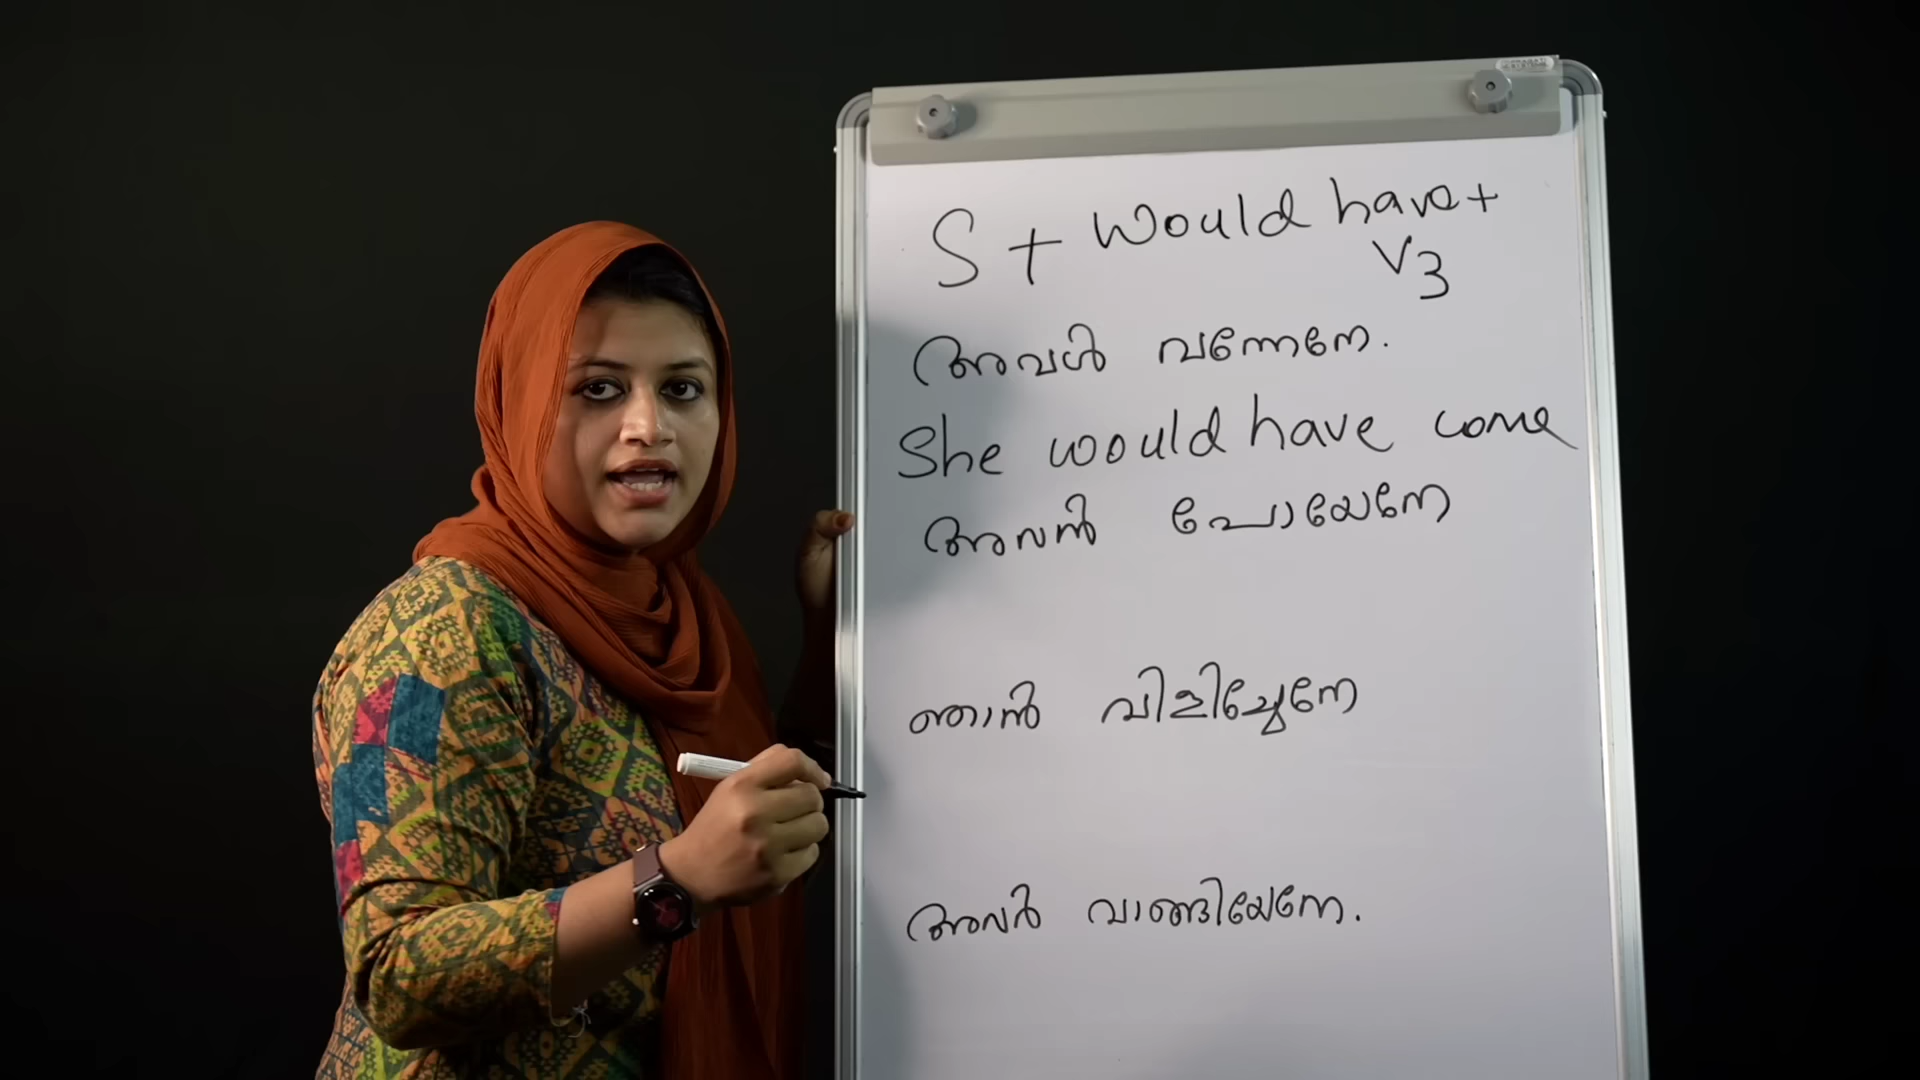 S + Would have +
V3
അവൾ വന്നേനേ.
She would have come
അവൻ പോയേനേ
ഞാൻ വിളിച്ചേനേ
അവർ വാങ്ങിയേനേ.